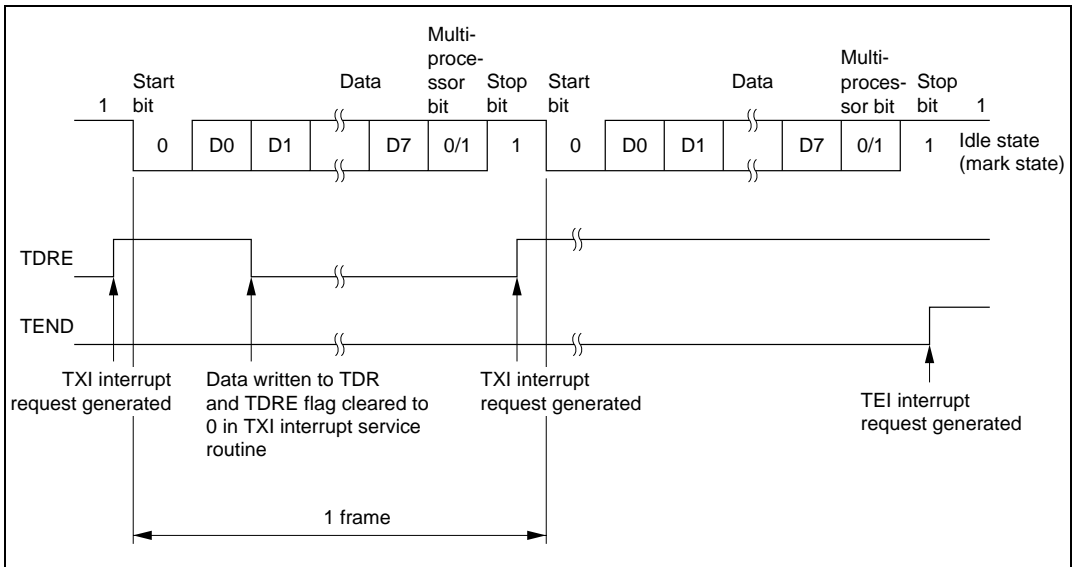 1
Start
bit
Data
Multi-
proce-
ssor
bit
Stop
bit
Start
bit
Data
Multi-
proces-
sor bit
Stop
bit
1
0
D0
D1
D7
0/1
1
0
D0
D1
D7
0/1
1
Idle state
(mark state)
TDRE
TEND
TXI interrupt
request generated
Data written to TDR
and TDRE flag cleared to
0 in TXI interrupt service
routine
TXI interrupt
request generated
TEI interrupt
request generated
1 frame